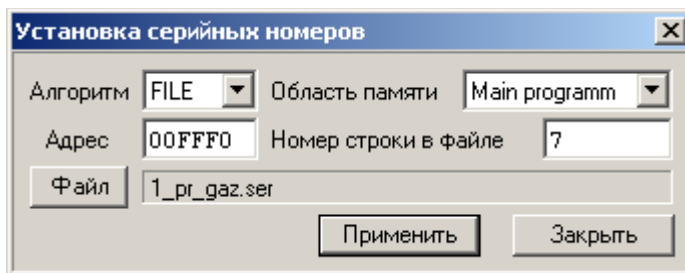 Установка серийных номеров
Алгоритм FILE Область памяти Main programm
Адрес 00FFF0 Номер строки в файле 7
Файл 1_pr_gaz.ser
Применить Закрыть